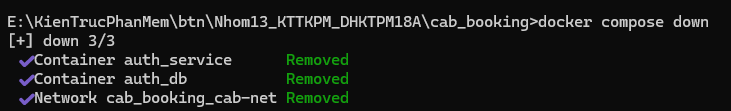 E:\KienTrucPhanMem\btn\Nhom13_KTTKPM_DHKTPM18A\cab_booking>docker compose down
[+] down 3/3
✔Container auth_service Removed
✔Container auth_db Removed
✔Network cab_booking_cab-net Removed